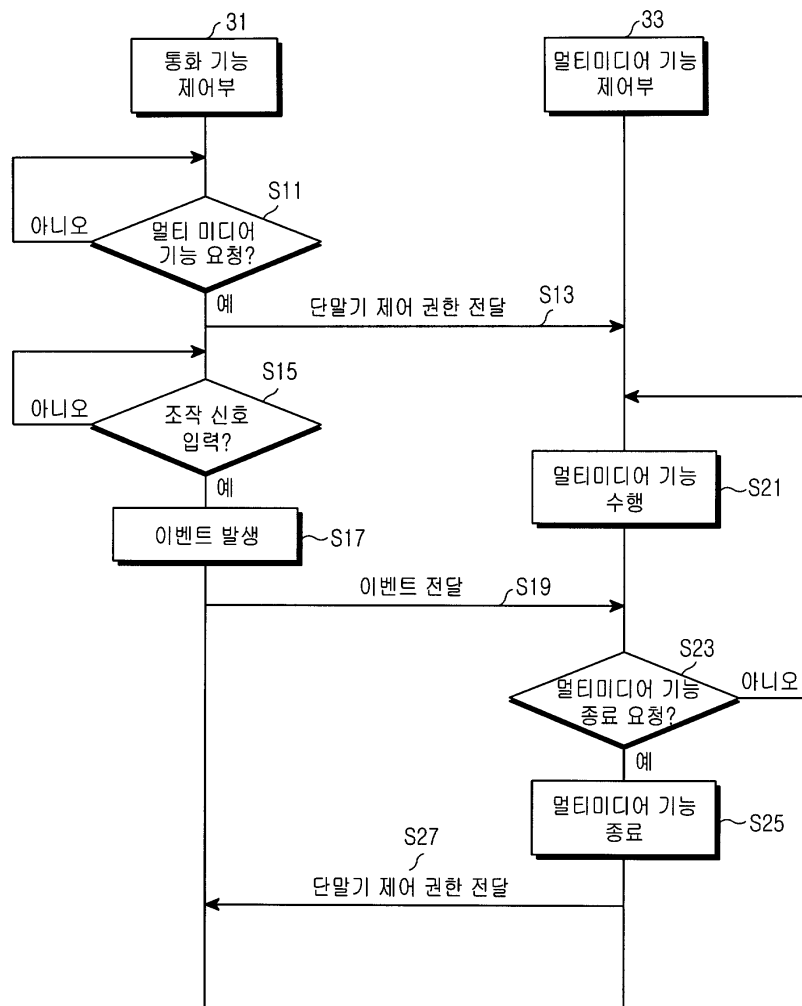 31
통화 기능
제어부
33
멀티미디어 기능
제어부
S11
아니오
멀티 미디어
기능 요청?
예
단말기 제어 권한 전달
S13
S15
아니오
조작 신호
입력?
예
멀티미디어 기능
수행
S21
이벤트 발생
S17
이벤트 전달
S19
S23
멀티미디어 기능
종료 요청?
아니오
예
멀티미디어 기능
종료
S25
S27
단말기 제어 권한 전달